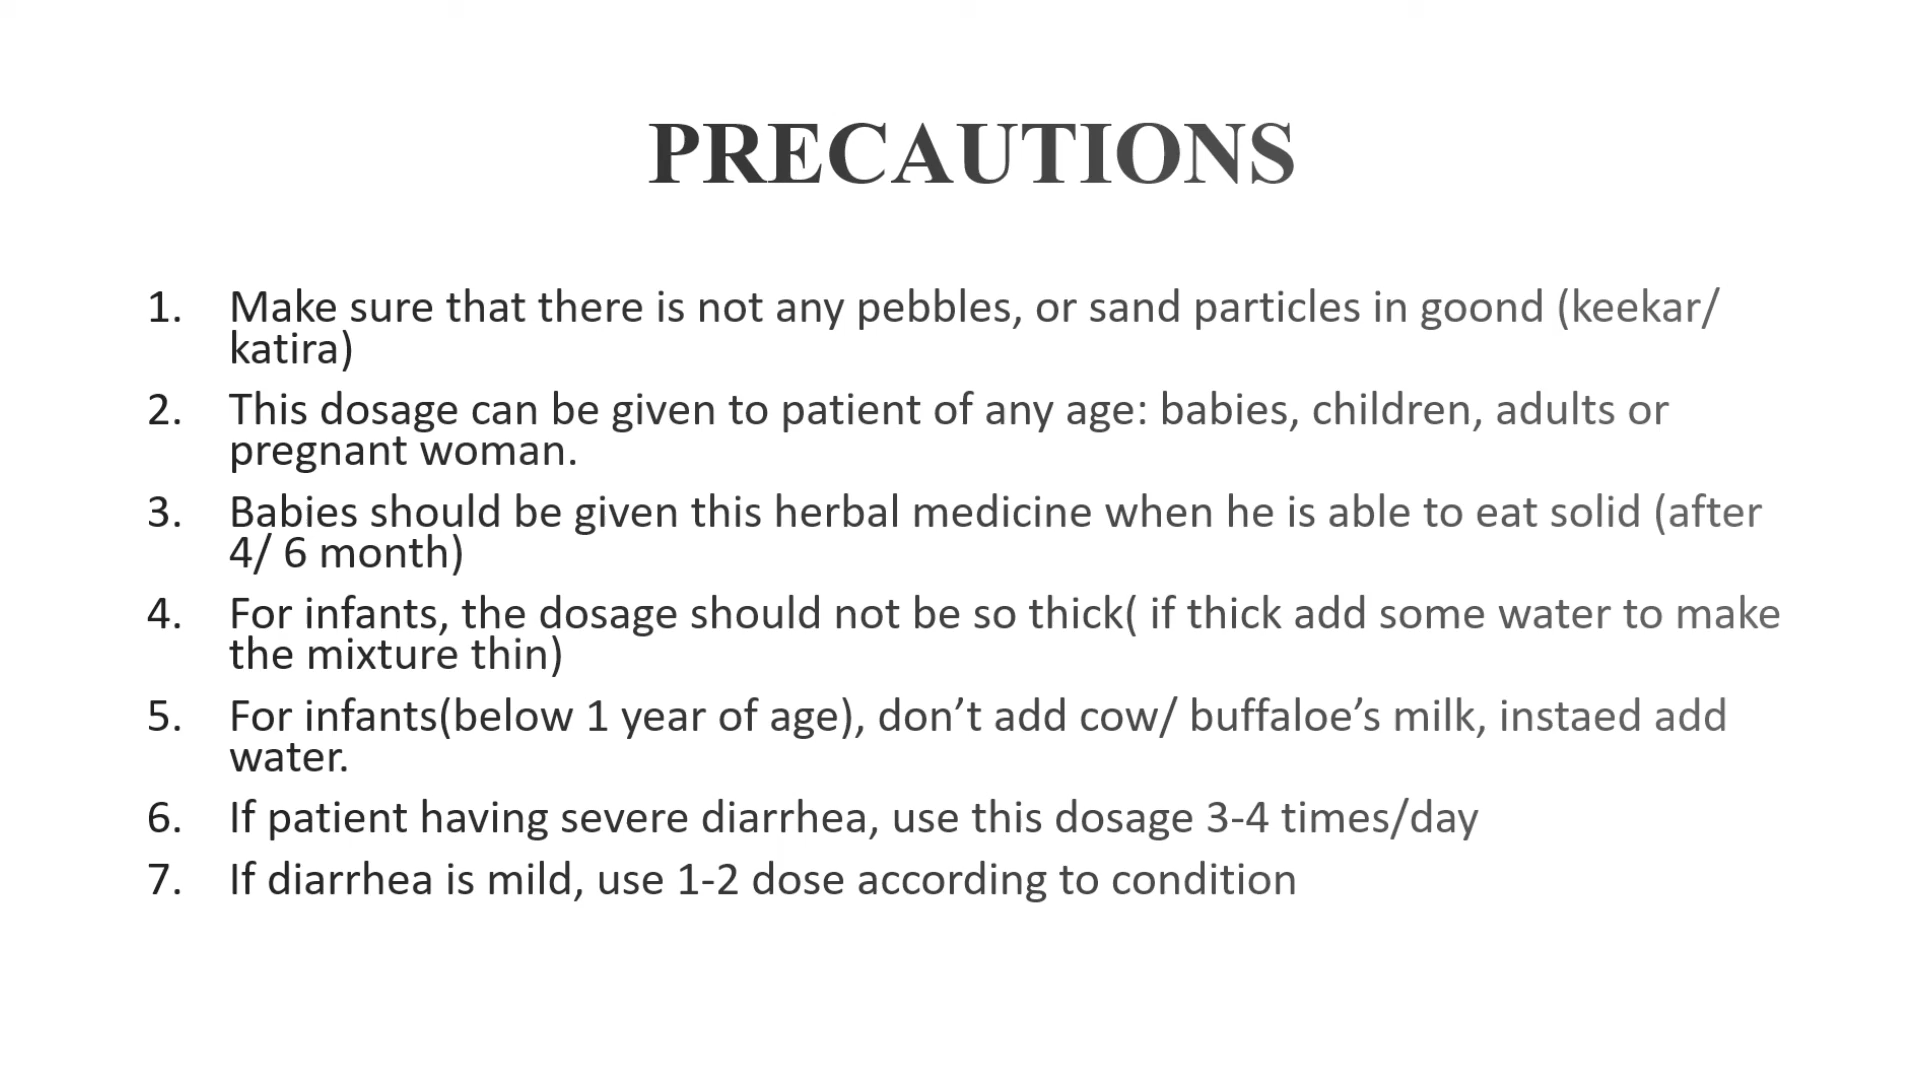 PRECAUTIONS
1. Make sure that there is not any pebbles, or sand particles in goond (keekar/
katira)
2. This dosage can be given to patient of any age: babies, children, adults or
pregnant woman.
3. Babies should be given this herbal medicine when he is able to eat solid (after
4/ 6 month)
4. For infants, the dosage should not be so thick( if thick add some water to make
the mixture thin)
5. For infants(below 1 year of age), don’t add cow/ buffaloe’s milk, instaed add
water.
6. If patient having severe diarrhea, use this dosage 3-4 times/day
7. If diarrhea is mild, use 1-2 dose according to condition